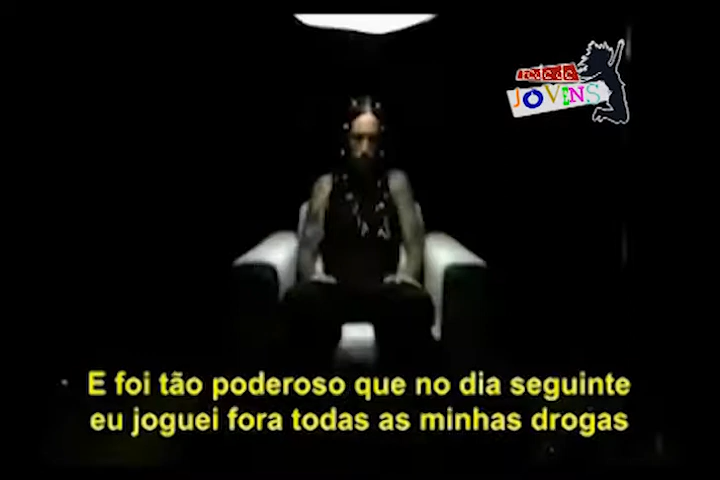 JOVENS
E foi tão poderoso que no dia seguinte
eu joguei fora todas as minhas drogas